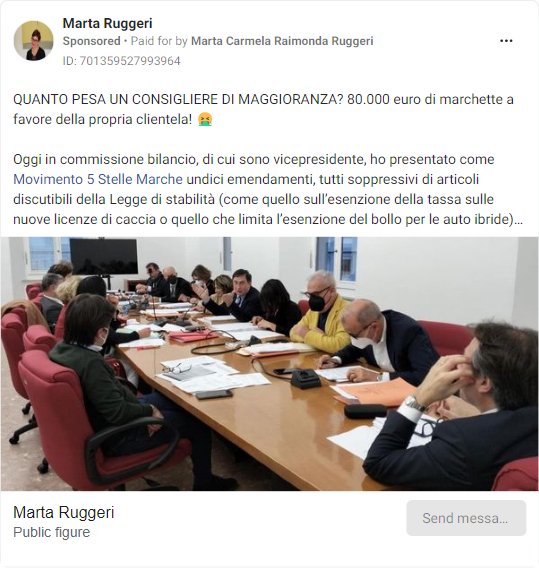 Marta Ruggeri
Sponsored • Paid for by Marta Carmela Raimonda Ruggeri
ID: 701359527993964
QUANTO PESA UN CONSIGLIERE DI MAGGIORANZA? 80.000 euro di marchette a
favore della propria clientela! 🤮
Oggi in commissione bilancio, di cui sono vicepresidente, ho presentato come
Movimento 5 Stelle Marche undici emendamenti, tutti soppressivi di articoli
discutibili della Legge di stabilità (come quello sull’esenzione della tassa sulle
nuove licenze di caccia o quello che limita l’esenzione del bollo per le auto ibride)...
Marta Ruggeri
Public figure
Send messa...